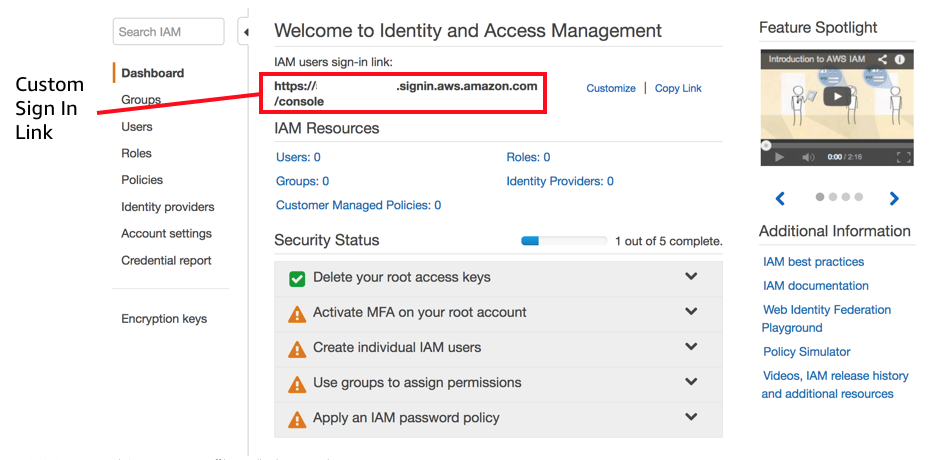 Custom
Sign In
Link
Search IAM
Dashboard
Groups
Users
Roles
Policies
Identity providers
Account settings
Credential report
Encryption keys
Welcome to Identity and Access Management
IAM users sign-in link:
https:// .signin.aws.amazon.com
/console
Customize | Copy Link
IAM Resources
Users: 0 Roles: 0
Groups: 0 Identity Providers: 0
Customer Managed Policies: 0
Security Status 1 out of 5 complete.
Delete your root access keys
Activate MFA on your root account
Create individual IAM users
Use groups to assign permissions
Apply an IAM password policy
Feature Spotlight
Introduction to AWS IAM
0:00 / 2:16
Additional Information
IAM best practices
IAM documentation
Web Identity Federation
Playground
Policy Simulator
Videos, IAM release history
and additional resources